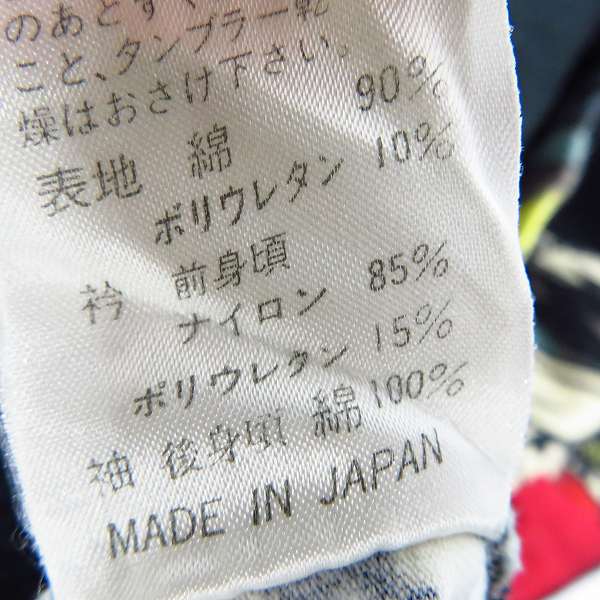 のあとすぐ
こと、タンブラー乾
燥はおさけ下さい。
表地 綿 90%
ポリウレタン 10%
衿 前身頃
ナイロン 85%
ポリウレタン 15%
袖 後身頃 綿100%
MADE IN JAPAN